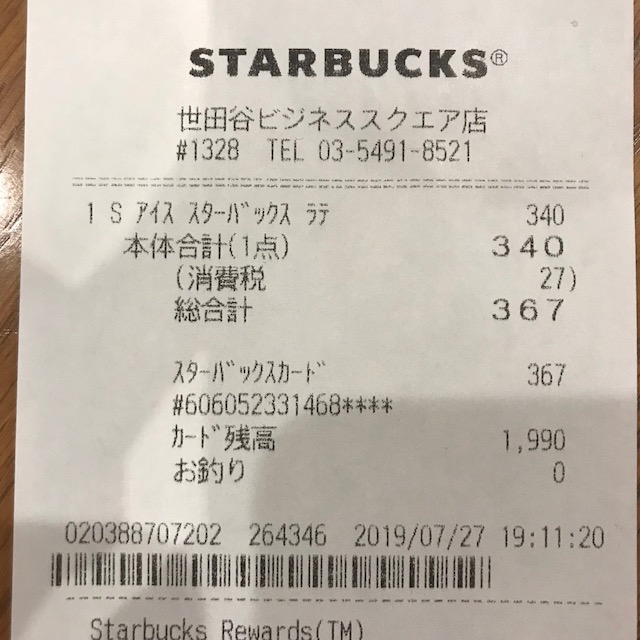 STARBUCKS®
世田谷ビジネススクエア店
#1328 TEL 03-5491-8521
1 S ｱｲｽ ｽﾀｰﾊﾞｯｸｽ ﾗﾃ 340
本体合計(1点) 340
(消費税 27)
総合計 367
ｽﾀｰﾊﾞｯｸｽｶｰﾄﾞ 367
#606052331468****
ｶｰﾄﾞ残高 1,990
お釣り 0
020388707202 264346 2019/07/27 19:11:20
Starbucks Rewards(TM)